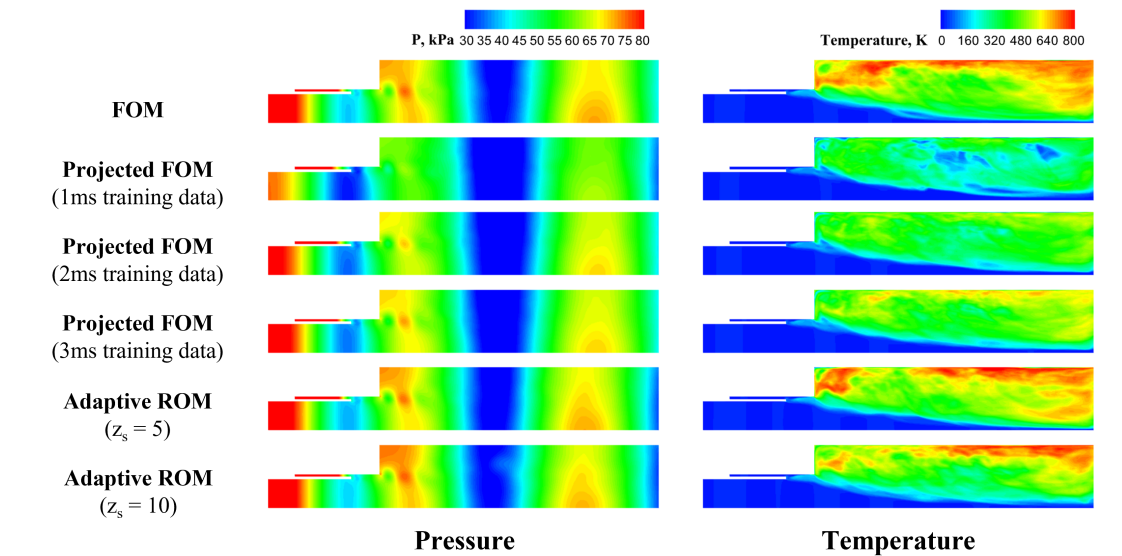 P, kPa 30 35 40 45 50 55 60 65 70 75 80
Temperature, K 0 160 320 480 640 800
FOM
Projected FOM
(1ms training data)
Projected FOM
(2ms training data)
Projected FOM
(3ms training data)
Adaptive ROM
(zₛ = 5)
Adaptive ROM
(zₛ = 10)
Pressure
Temperature